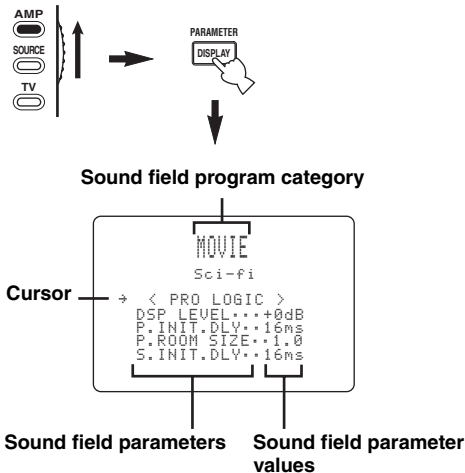 AMP
SOURCE
TV
PARAMETER
DISPLAY
Sound field program category
MOVIE
Sci-fi
Cursor
→ < PRO LOGIC >
DSP LEVEL···+0dB
P.INIT.DLY··16ms
P.ROOM SIZE··1.0
S.INIT.DLY··16ms
Sound field parameters
Sound field parameter
values